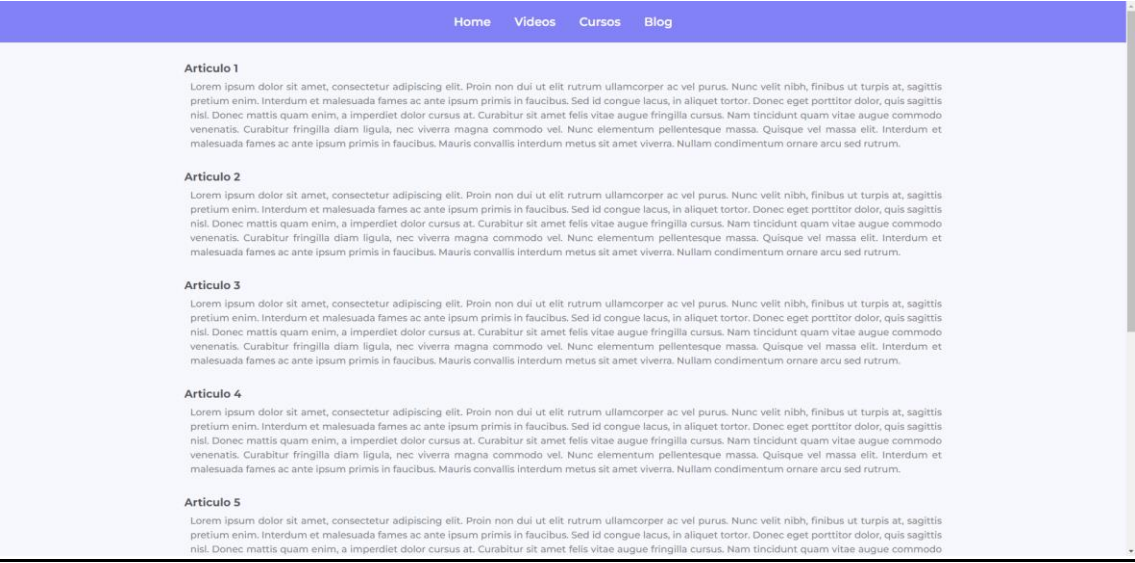 Home Videos Cursos Blog
Articulo 1
Lorem ipsum dolor sit amet, consectetur adipiscing elit. Proin non dui ut elit rutrum ullamcorper ac vel purus. Nunc velit nibh, finibus ut turpis at, sagittis
pretium enim. Interdum et malesuada fames ac ante ipsum primis in faucibus. Sed id congue lacus, in aliquet tortor. Donec eget porttitor dolor, quis sagittis
nisl. Donec mattis quam enim, a imperdiet dolor cursus at. Curabitur sit amet felis vitae augue fringilla cursus. Nam tincidunt quam vitae augue commodo
venenatis. Curabitur fringilla diam ligula, nec viverra magna commodo vel. Nunc elementum pellentesque massa. Quisque vel massa elit. Interdum et
malesuada fames ac ante ipsum primis in faucibus. Mauris convallis interdum metus sit amet viverra. Nullam condimentum ornare arcu sed rutrum.
Articulo 2
Lorem ipsum dolor sit amet, consectetur adipiscing elit. Proin non dui ut elit rutrum ullamcorper ac vel purus. Nunc velit nibh, finibus ut turpis at, sagittis
pretium enim. Interdum et malesuada fames ac ante ipsum primis in faucibus. Sed id congue lacus, in aliquet tortor. Donec eget porttitor dolor, quis sagittis
nisl. Donec mattis quam enim, a imperdiet dolor cursus at. Curabitur sit amet felis vitae augue fringilla cursus. Nam tincidunt quam vitae augue commodo
venenatis. Curabitur fringilla diam ligula, nec viverra magna commodo vel. Nunc elementum pellentesque massa. Quisque vel massa elit. Interdum et
malesuada fames ac ante ipsum primis in faucibus. Mauris convallis interdum metus sit amet viverra. Nullam condimentum ornare arcu sed rutrum.
Articulo 3
Lorem ipsum dolor sit amet, consectetur adipiscing elit. Proin non dui ut elit rutrum ullamcorper ac vel purus. Nunc velit nibh, finibus ut turpis at, sagittis
pretium enim. Interdum et malesuada fames ac ante ipsum primis in faucibus. Sed id congue lacus, in aliquet tortor. Donec eget porttitor dolor, quis sagittis
nisl. Donec mattis quam enim, a imperdiet dolor cursus at. Curabitur sit amet felis vitae augue fringilla cursus. Nam tincidunt quam vitae augue commodo
venenatis. Curabitur fringilla diam ligula, nec viverra magna commodo vel. Nunc elementum pellentesque massa. Quisque vel massa elit. Interdum et
malesuada fames ac ante ipsum primis in faucibus. Mauris convallis interdum metus sit amet viverra. Nullam condimentum ornare arcu sed rutrum.
Articulo 4
Lorem ipsum dolor sit amet, consectetur adipiscing elit. Proin non dui ut elit rutrum ullamcorper ac vel purus. Nunc velit nibh, finibus ut turpis at, sagittis
pretium enim. Interdum et malesuada fames ac ante ipsum primis in faucibus. Sed id congue lacus, in aliquet tortor. Donec eget porttitor dolor, quis sagittis
nisl. Donec mattis quam enim, a imperdiet dolor cursus at. Curabitur sit amet felis vitae augue fringilla cursus. Nam tincidunt quam vitae augue commodo
venenatis. Curabitur fringilla diam ligula, nec viverra magna commodo vel. Nunc elementum pellentesque massa. Quisque vel massa elit. Interdum et
malesuada fames ac ante ipsum primis in faucibus. Mauris convallis interdum metus sit amet viverra. Nullam condimentum ornare arcu sed rutrum.
Articulo 5
Lorem ipsum dolor sit amet, consectetur adipiscing elit. Proin non dui ut elit rutrum ullamcorper ac vel purus. Nunc velit nibh, finibus ut turpis at, sagittis
pretium enim. Interdum et malesuada fames ac ante ipsum primis in faucibus. Sed id congue lacus, in aliquet tortor. Donec eget porttitor dolor, quis sagittis
nisl. Donec mattis quam enim, a imperdiet dolor cursus at. Curabitur sit amet felis vitae augue fringilla cursus. Nam tincidunt quam vitae augue commodo